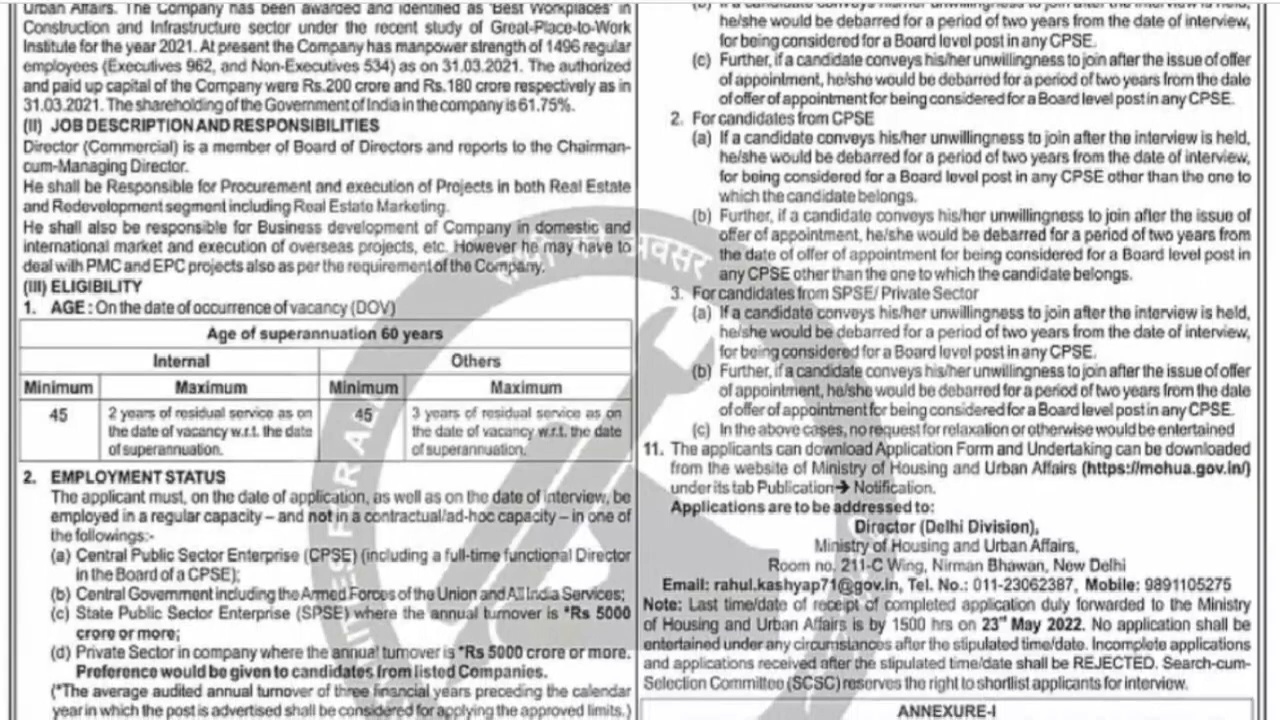 Urban Affairs. The Company has been awarded and identified as 'Best Workplaces' in
Construction and Infrastructure sector under the recent study of Great-Place-to-Work
Institute for the year 2021. At present the Company has manpower strength of 1496 regular
employees (Executives 962, and Non-Executives 534) as on 31.03.2021. The authorized
and paid up capital of the Company were Rs.200 crore and Rs.180 crore respectively as in
31.03.2021. The shareholding of the Government of India in the company is 61.75%.
(II) JOB DESCRIPTION AND RESPONSIBILITIES
Director (Commercial) is a member of Board of Directors and reports to the Chairman-
cum-Managing Director.
He shall be Responsible for Procurement and execution of Projects in both Real Estate
and Redevelopment segment including Real Estate Marketing.
He shall also be responsible for Business development of Company in domestic and
international market and execution of overseas projects, etc. However he may have to
deal with PMC and EPC projects also as per the requirement of the Company.
(III) ELIGIBILITY
1. AGE : On the date of occurrence of vacancy (DOV)
Age of superannuation 60 years
Internal Others
Minimum Maximum Minimum Maximum
45 2 years of residual service as on 45 3 years of residual service as on
the date of vacancy w.r.t. the date the date of vacancy w.r.t. the date
of superannuation. of superannuation.
2. EMPLOYMENT STATUS
The applicant must, on the date of application, as well as on the date of interview, be
employed in a regular capacity – and not in a contractual/ad-hoc capacity – in one of
the followings:-
(a) Central Public Sector Enterprise (CPSE) (including a full-time functional Director
in the Board of a CPSE);
(b) Central Government including the Armed Forces of the Union and All India Services;
(c) State Public Sector Enterprise (SPSE) where the annual turnover is *Rs 5000
crore or more;
(d) Private Sector in company where the annual turnover is *Rs 5000 crore or more.
Preference would be given to candidates from listed Companies.
(*The average audited annual turnover of three financial years preceding the calendar
year in which the post is advertised shall be considered for applying the approved limits.)
(b) Further, if a candidate conveys his/her unwillingness to join after the interview is held,
he/she would be debarred for a period of two years from the date of interview,
for being considered for a Board level post in any CPSE.
(c) Further, if a candidate conveys his/her unwillingness to join after the issue of offer
of appointment, he/she would be debarred for a period of two years from the date
of offer of appointment for being considered for a Board level post in any CPSE.
2. For candidates from CPSE
(a) If a candidate conveys his/her unwillingness to join after the interview is held,
he/she would be debarred for a period of two years from the date of interview,
for being considered for a Board level post in any CPSE other than the one to
which the candidate belongs.
(b) Further, if a candidate conveys his/her unwillingness to join after the issue of
offer of appointment, he/she would be debarred for a period of two years from
the date of offer of appointment for being considered for a Board level post in
any CPSE other than the one to which the candidate belongs.
3. For candidates from SPSE/ Private Sector
(a) If a candidate conveys his/her unwillingness to join after the interview is held,
he/she would be debarred for a period of two years from the date of interview,
for being considered for a Board level post in any CPSE.
(b) Further, if a candidate conveys his/her unwillingness to join after the issue of offer
of appointment, he/she would be debarred for a period of two years from the date
of offer of appointment for being considered for a Board level post in any CPSE.
(c) In the above cases, no request for relaxation or otherwise would be entertained
11. The applicants can download Application Form and Undertaking can be downloaded
from the website of Ministry of Housing and Urban Affairs (https://mohua.gov.in/)
under its tab Publication→ Notification.
Applications are to be addressed to:
Director (Delhi Division),
Ministry of Housing and Urban Affairs,
Room no. 211-C Wing, Nirman Bhawan, New Delhi
Email: rahul.kashyap71@gov.in, Tel. No.: 011-23062387, Mobile: 9891105275
Note: Last time/date of receipt of completed application duly forwarded to the Ministry
of Housing and Urban Affairs is by 1500 hrs on 23rd May 2022. No application shall be
entertained under any circumstances after the stipulated time/date. Incomplete applications
and applications received after the stipulated time/date shall be REJECTED. Search-cum-
Selection Committee (SCSC) reserves the right to shortlist applicants for interview.
ANNEXURE-I
अवसर